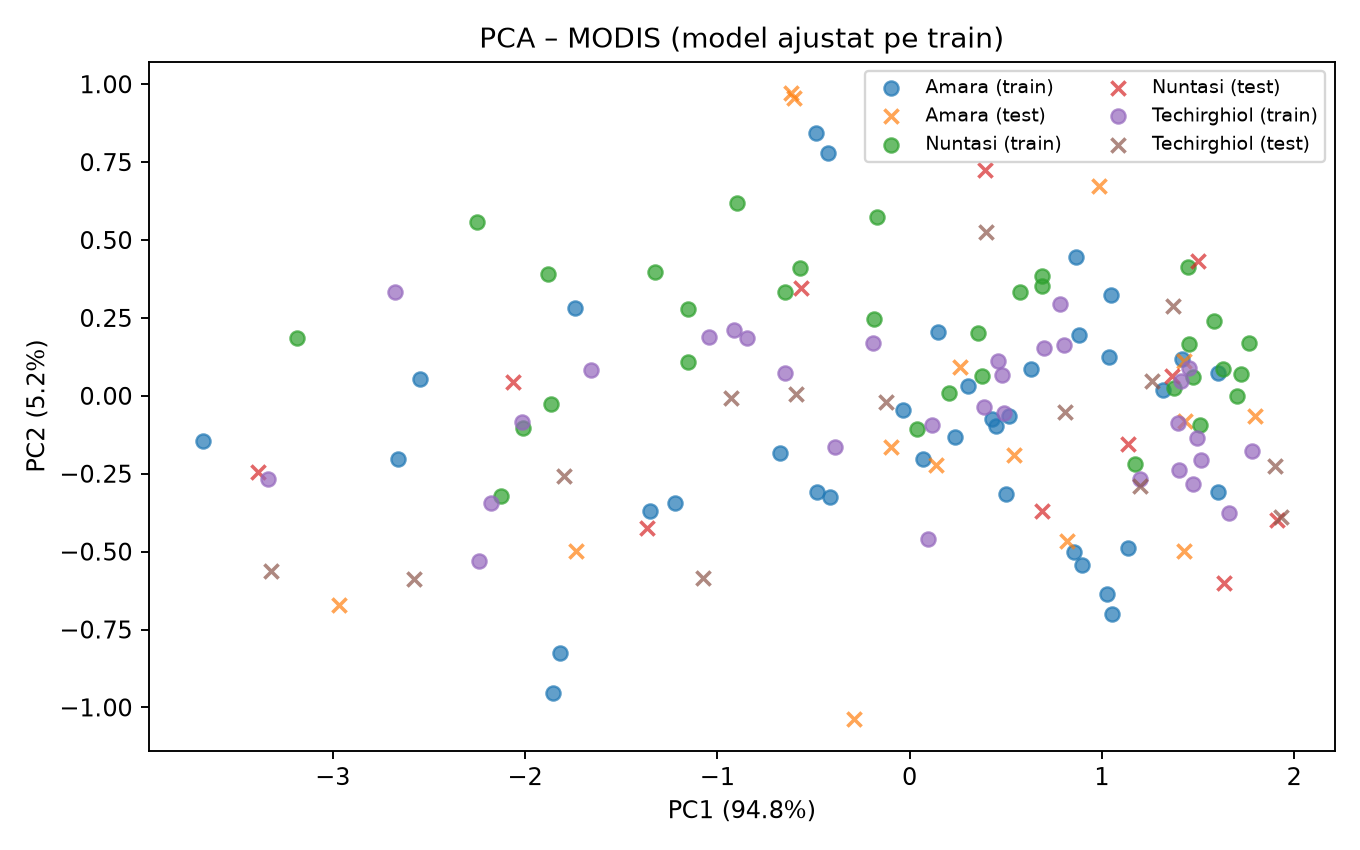 PCA – MODIS (model ajustat pe train)
Amara (train)
Amara (test)
Nuntasi (train)
Nuntasi (test)
Techirghiol (train)
Techirghiol (test)
PC2 (5.2%)
1.00
0.75
0.50
0.25
0.00
−0.25
−0.50
−0.75
−1.00
−3 −2 −1 0 1 2
PC1 (94.8%)